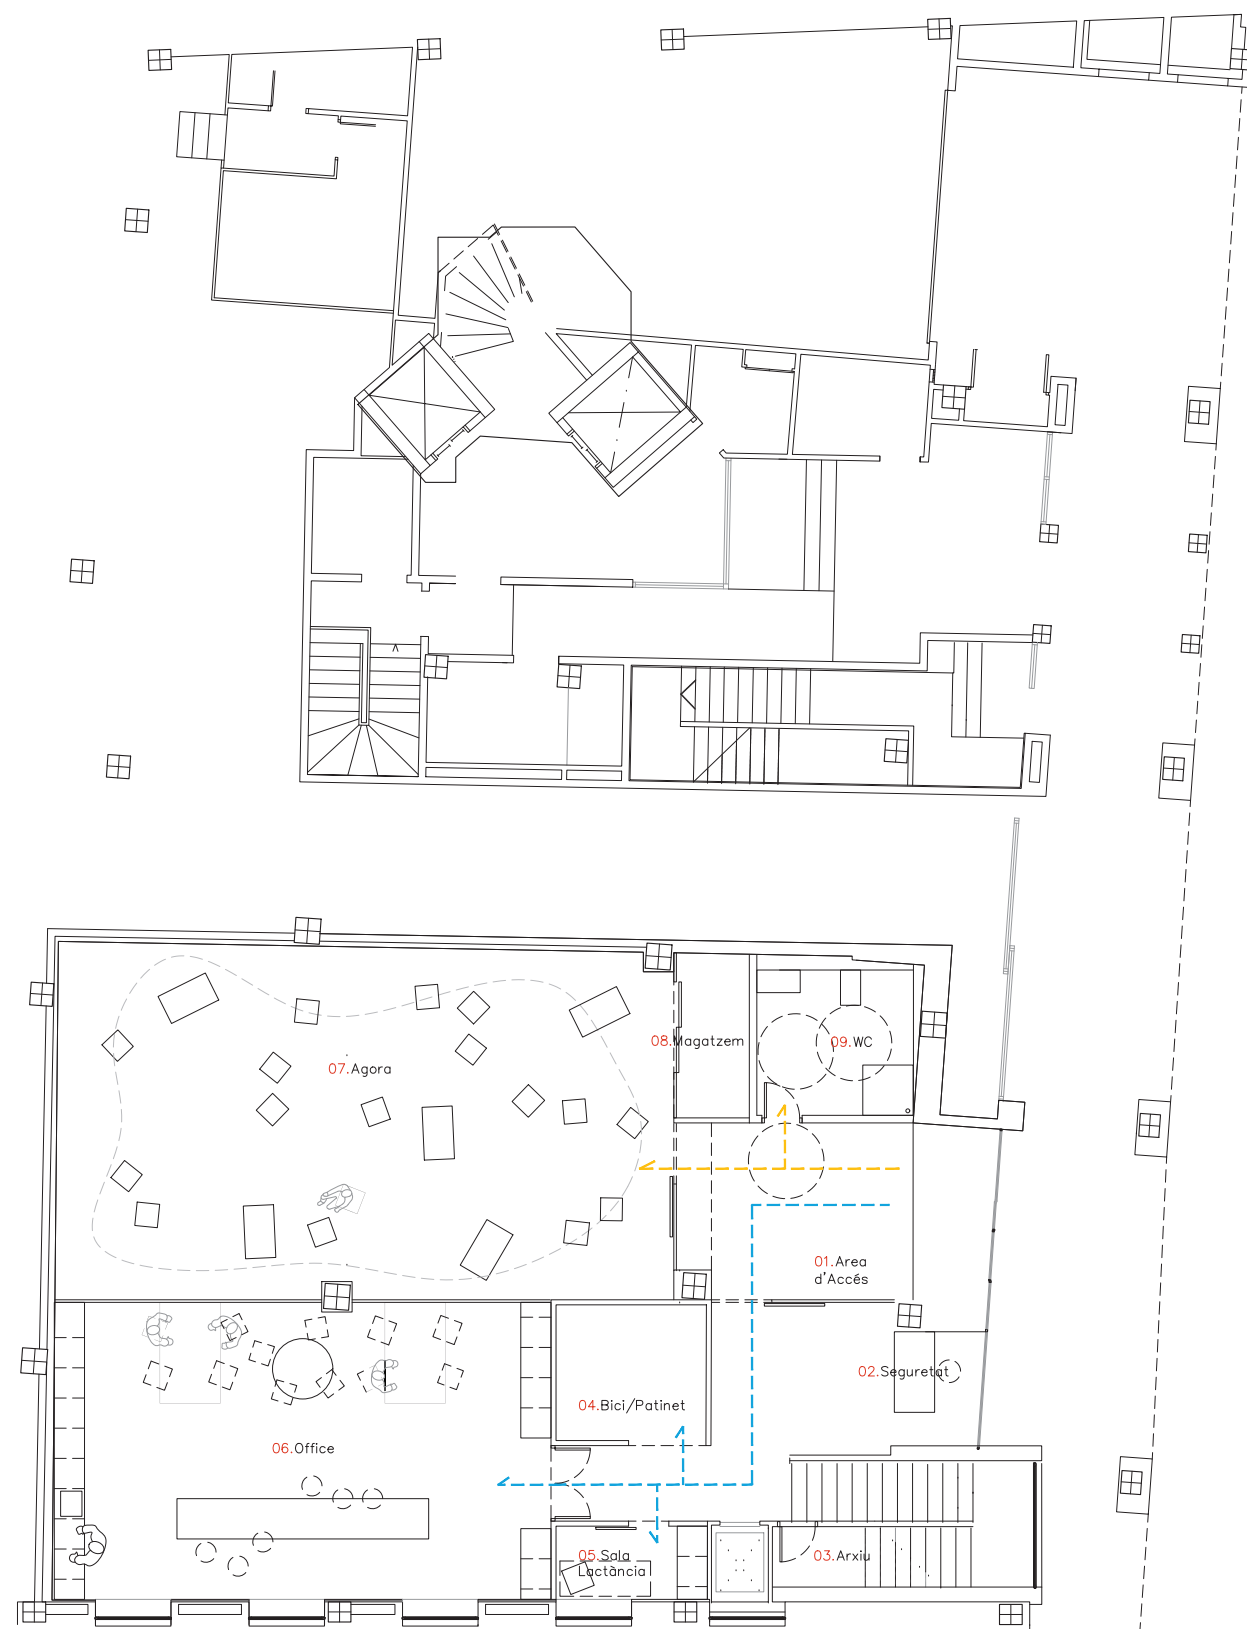 08.Magatzem
09.WC
07.Agora
01.Area
d'Accés
02.Seguretat
04.Bici/Patinet
06.Office
05.Sala
Lactància
03.Arxiu